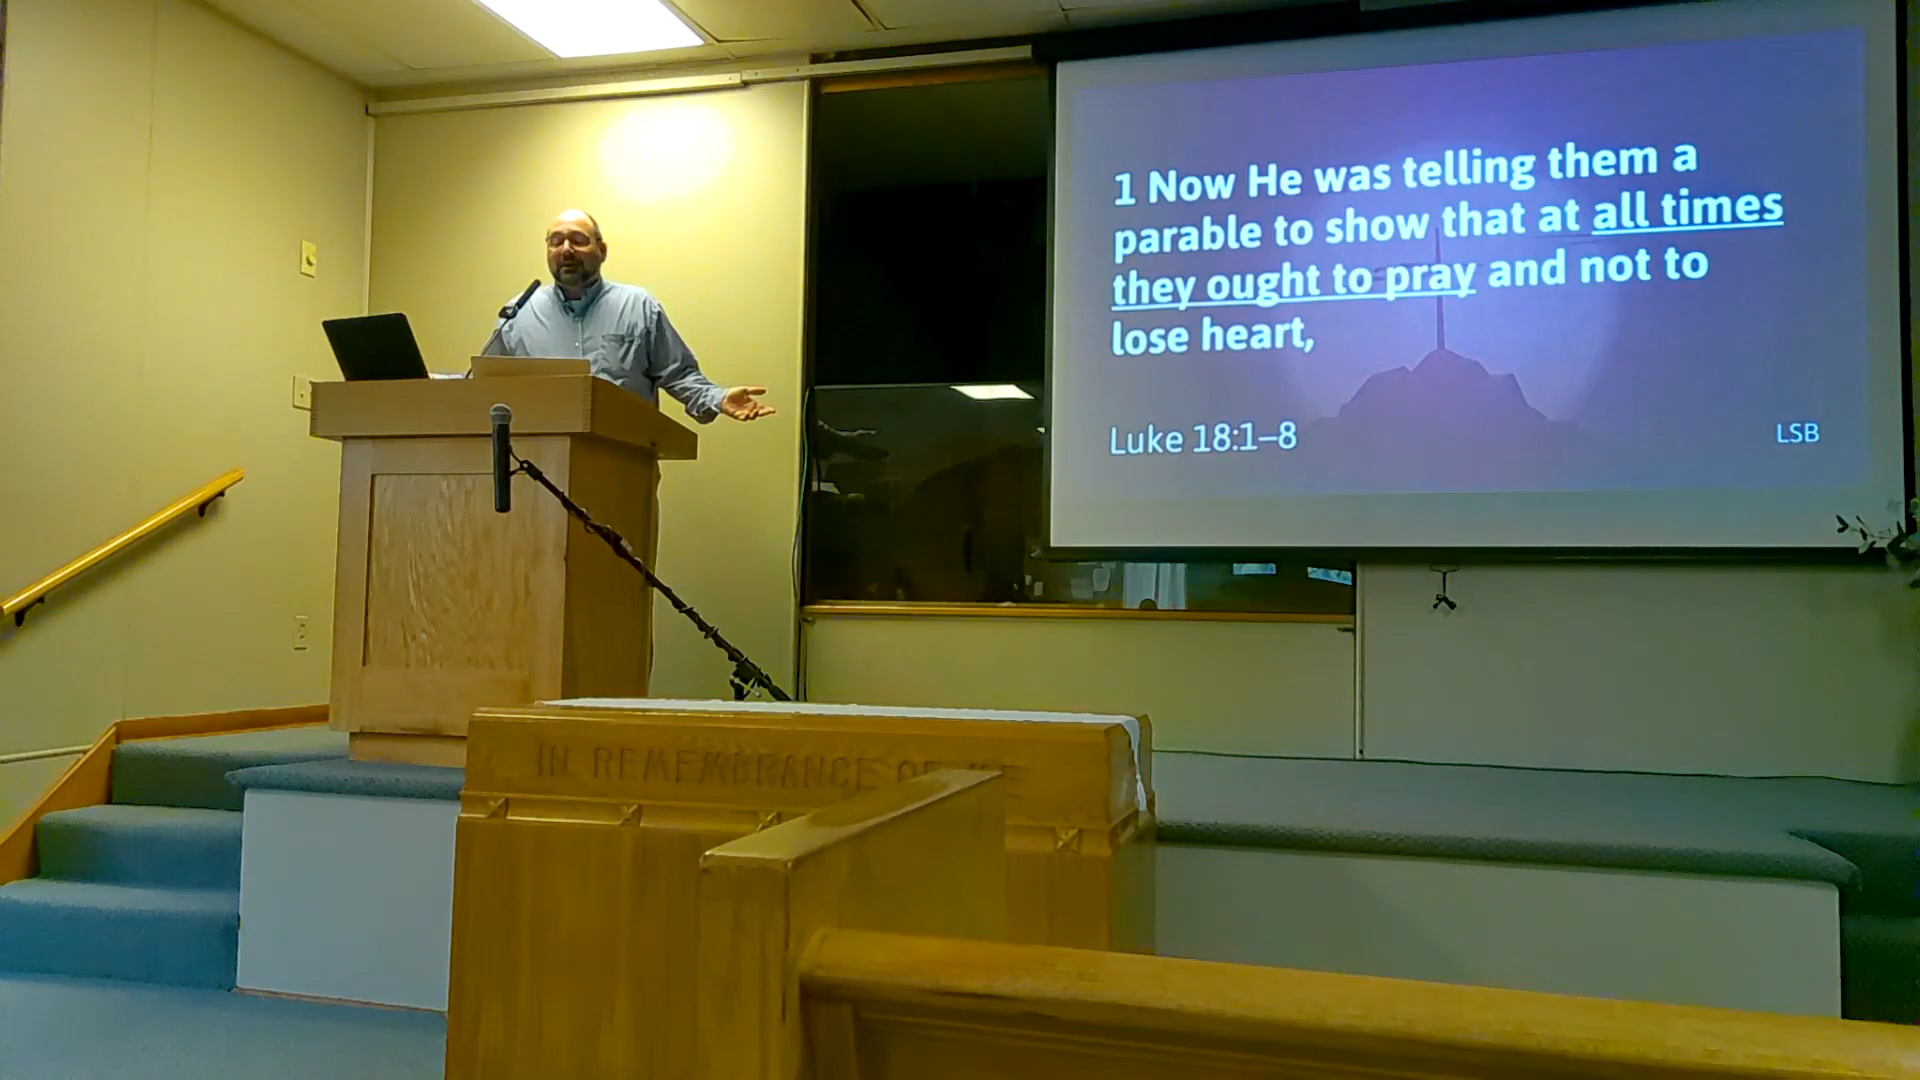 1 Now He was telling them a
parable to show that at all times
they ought to pray and not to
lose heart,
Luke 18:1–8
LSB
IN REMEMBRANCE OF ME